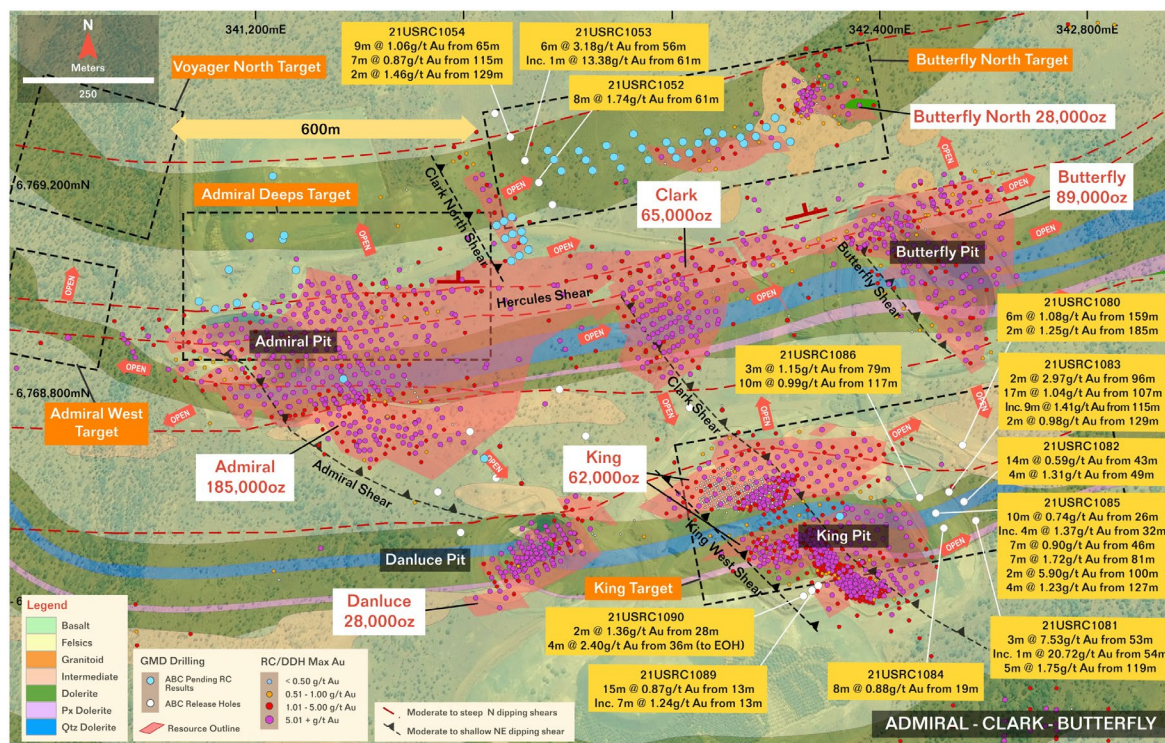 341,200mE
342,400mE
342,800mE
N
Meters
250
Voyager North Target
21USRC1054
9m @ 1.06g/t Au from 65m
7m @ 0.87g/t Au from 115m
2m @ 1.46g/t Au from 129m
21USRC1053
6m @ 3.18g/t Au from 56m
Inc. 1m @ 13.38g/t Au from 61m
21USRC1052
8m @ 1.74g/t Au from 61m
Butterfly North Target
Butterfly North 28,000oz
600m
6,769,200mN
Admiral Deeps Target
Clark North Shear
OPEN
OPEN
OPEN
Clark
65,000oz
Butterfly
89,000oz
OPEN
OPEN
OPEN
OPEN
Butterfly Pit
Butterfly Shear
OPEN
Hercules Shear
OPEN
OPEN
Admiral Pit
OPEN
6,768,800mN
Admiral West
Target
OPEN
Clark Shear
OPEN
OPEN
OPEN
21USRC1080
6m @ 1.08g/t Au from 159m
2m @ 1.25g/t Au from 185m
21USRC1086
3m @ 1.15g/t Au from 79m
10m @ 0.99g/t Au from 117m
21USRC1083
2m @ 2.97g/t Au from 96m
17m @ 1.04g/t Au from 107m
Inc. 9m @ 1.41g/t Au from 115m
2m @ 0.98g/t Au from 129m
21USRC1082
14m @ 0.59g/t Au from 43m
4m @ 1.31g/t Au from 49m
21USRC1085
10m @ 0.74g/t Au from 26m
Inc. 4m @ 1.37g/t Au from 32m
7m @ 0.90g/t Au from 46m
7m @ 1.72g/t Au from 81m
2m @ 5.90g/t Au from 100m
4m @ 1.23g/t Au from 127m
21USRC1081
3m @ 7.53g/t Au from 53m
Inc. 1m @ 20.72g/t Au from 54m
5m @ 1.75g/t Au from 119m
Admiral
185,000oz
Admiral Shear
OPEN
King
62,000oz
King Pit
OPEN
King West Shear
Danluce Pit
Danluce
28,000oz
King Target
21USRC1090
2m @ 1.36g/t Au from 28m
4m @ 2.40g/t Au from 36m (to EOH)
21USRC1089
15m @ 0.87g/t Au from 13m
Inc. 7m @ 1.24g/t Au from 13m
21USRC1084
8m @ 0.88g/t Au from 19m
Legend
Basalt
Felsics
Granitoid
Intermediate
Dolerite
Px Dolerite
Qtz Dolerite
GMD Drilling
ABC Pending RC
Results
ABC Release Holes
Resource Outline
RC/DDH Max Au
< 0.50 g/t Au
0.51 - 1.00 g/t Au
1.01 - 5.00 g/t Au
5.01 + g/t Au
Moderate to steep N dipping shears
Moderate to shallow NE dipping shear
ADMIRAL - CLARK - BUTTERFLY